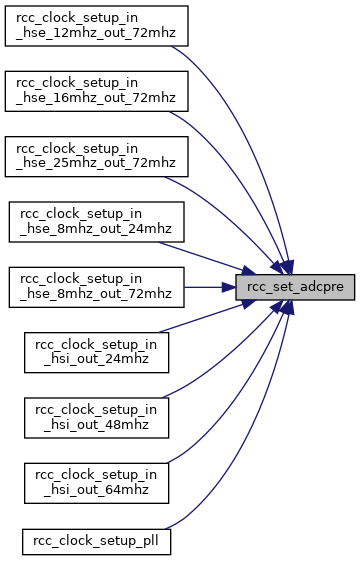 rcc_clock_setup_in
_hse_12mhz_out_72mhz
rcc_clock_setup_in
_hse_16mhz_out_72mhz
rcc_clock_setup_in
_hse_25mhz_out_72mhz
rcc_clock_setup_in
_hse_8mhz_out_24mhz
rcc_clock_setup_in
_hse_8mhz_out_72mhz
rcc_set_adcpre
rcc_clock_setup_in
_hsi_out_24mhz
rcc_clock_setup_in
_hsi_out_48mhz
rcc_clock_setup_in
_hsi_out_64mhz
rcc_clock_setup_pll